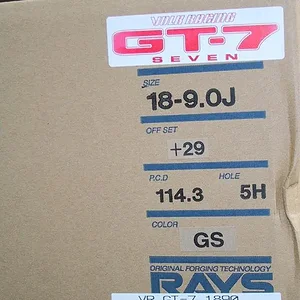 VOLK RACING
GT-7
SEVEN
SIZE
18-9.0J
OFF SET
+29
P.C.D HOLE
114.3 5H
COLOR
GS
ORIGINAL FORGING TECHNOLOGY
RAYS
VR GT-7 1890